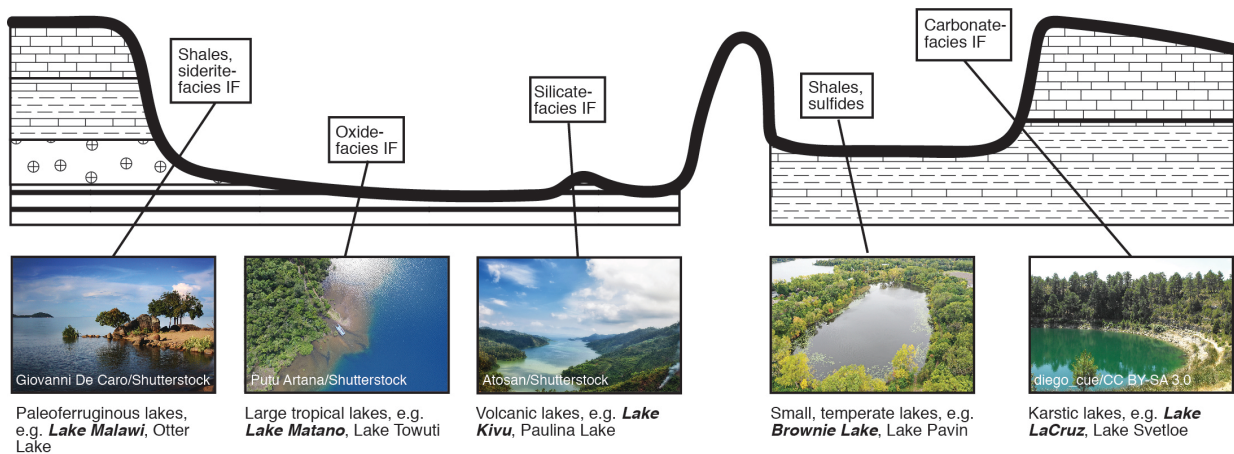 Shales,
siderite-
facies IF
Oxide-
facies IF
Silicate-
facies IF
Shales,
sulfides
Carbonate-
facies IF
Giovanni De Caro/Shutterstock
Putu Artana/Shutterstock
Atosan/Shutterstock
diego_cue/CC BY-SA 3.0
Paleoferruginous lakes,
e.g. Lake Malawi, Otter
Lake
Large tropical lakes, e.g.
Lake Matano, Lake Towuti
Volcanic lakes, e.g. Lake
Kivu, Paulina Lake
Small, temperate lakes, e.g.
Brownie Lake, Lake Pavin
Karstic lakes, e.g. Lake
LaCruz, Lake Svetloe